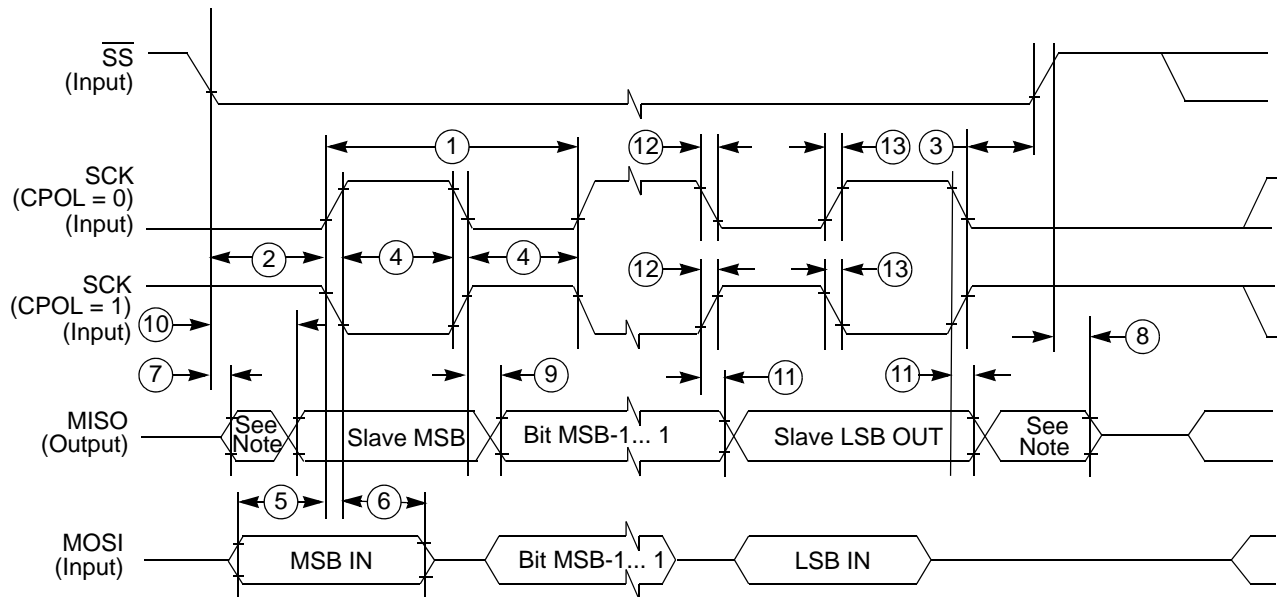 SS
(Input)
1
12
13
3
SCK
(CPOL = 0)
(Input)
2
4
4
12
13
SCK
(CPOL = 1)
(Input)
10
8
7
9
11
11
MISO
(Output)
See
Note
Slave MSB
Bit MSB-1... 1
Slave LSB OUT
See
Note
5
6
MOSI
(Input)
MSB IN
Bit MSB-1... 1
LSB IN